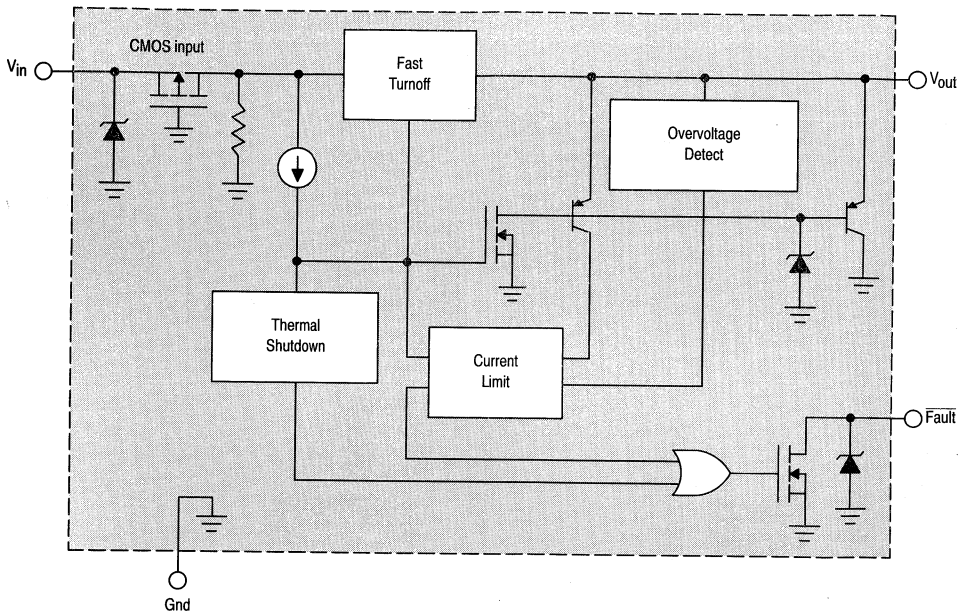 CMOS input
Vin
Fast
Turnoff
Vout
Overvoltage
Detect
Thermal
Shutdown
Current
Limit
Fault
Gnd